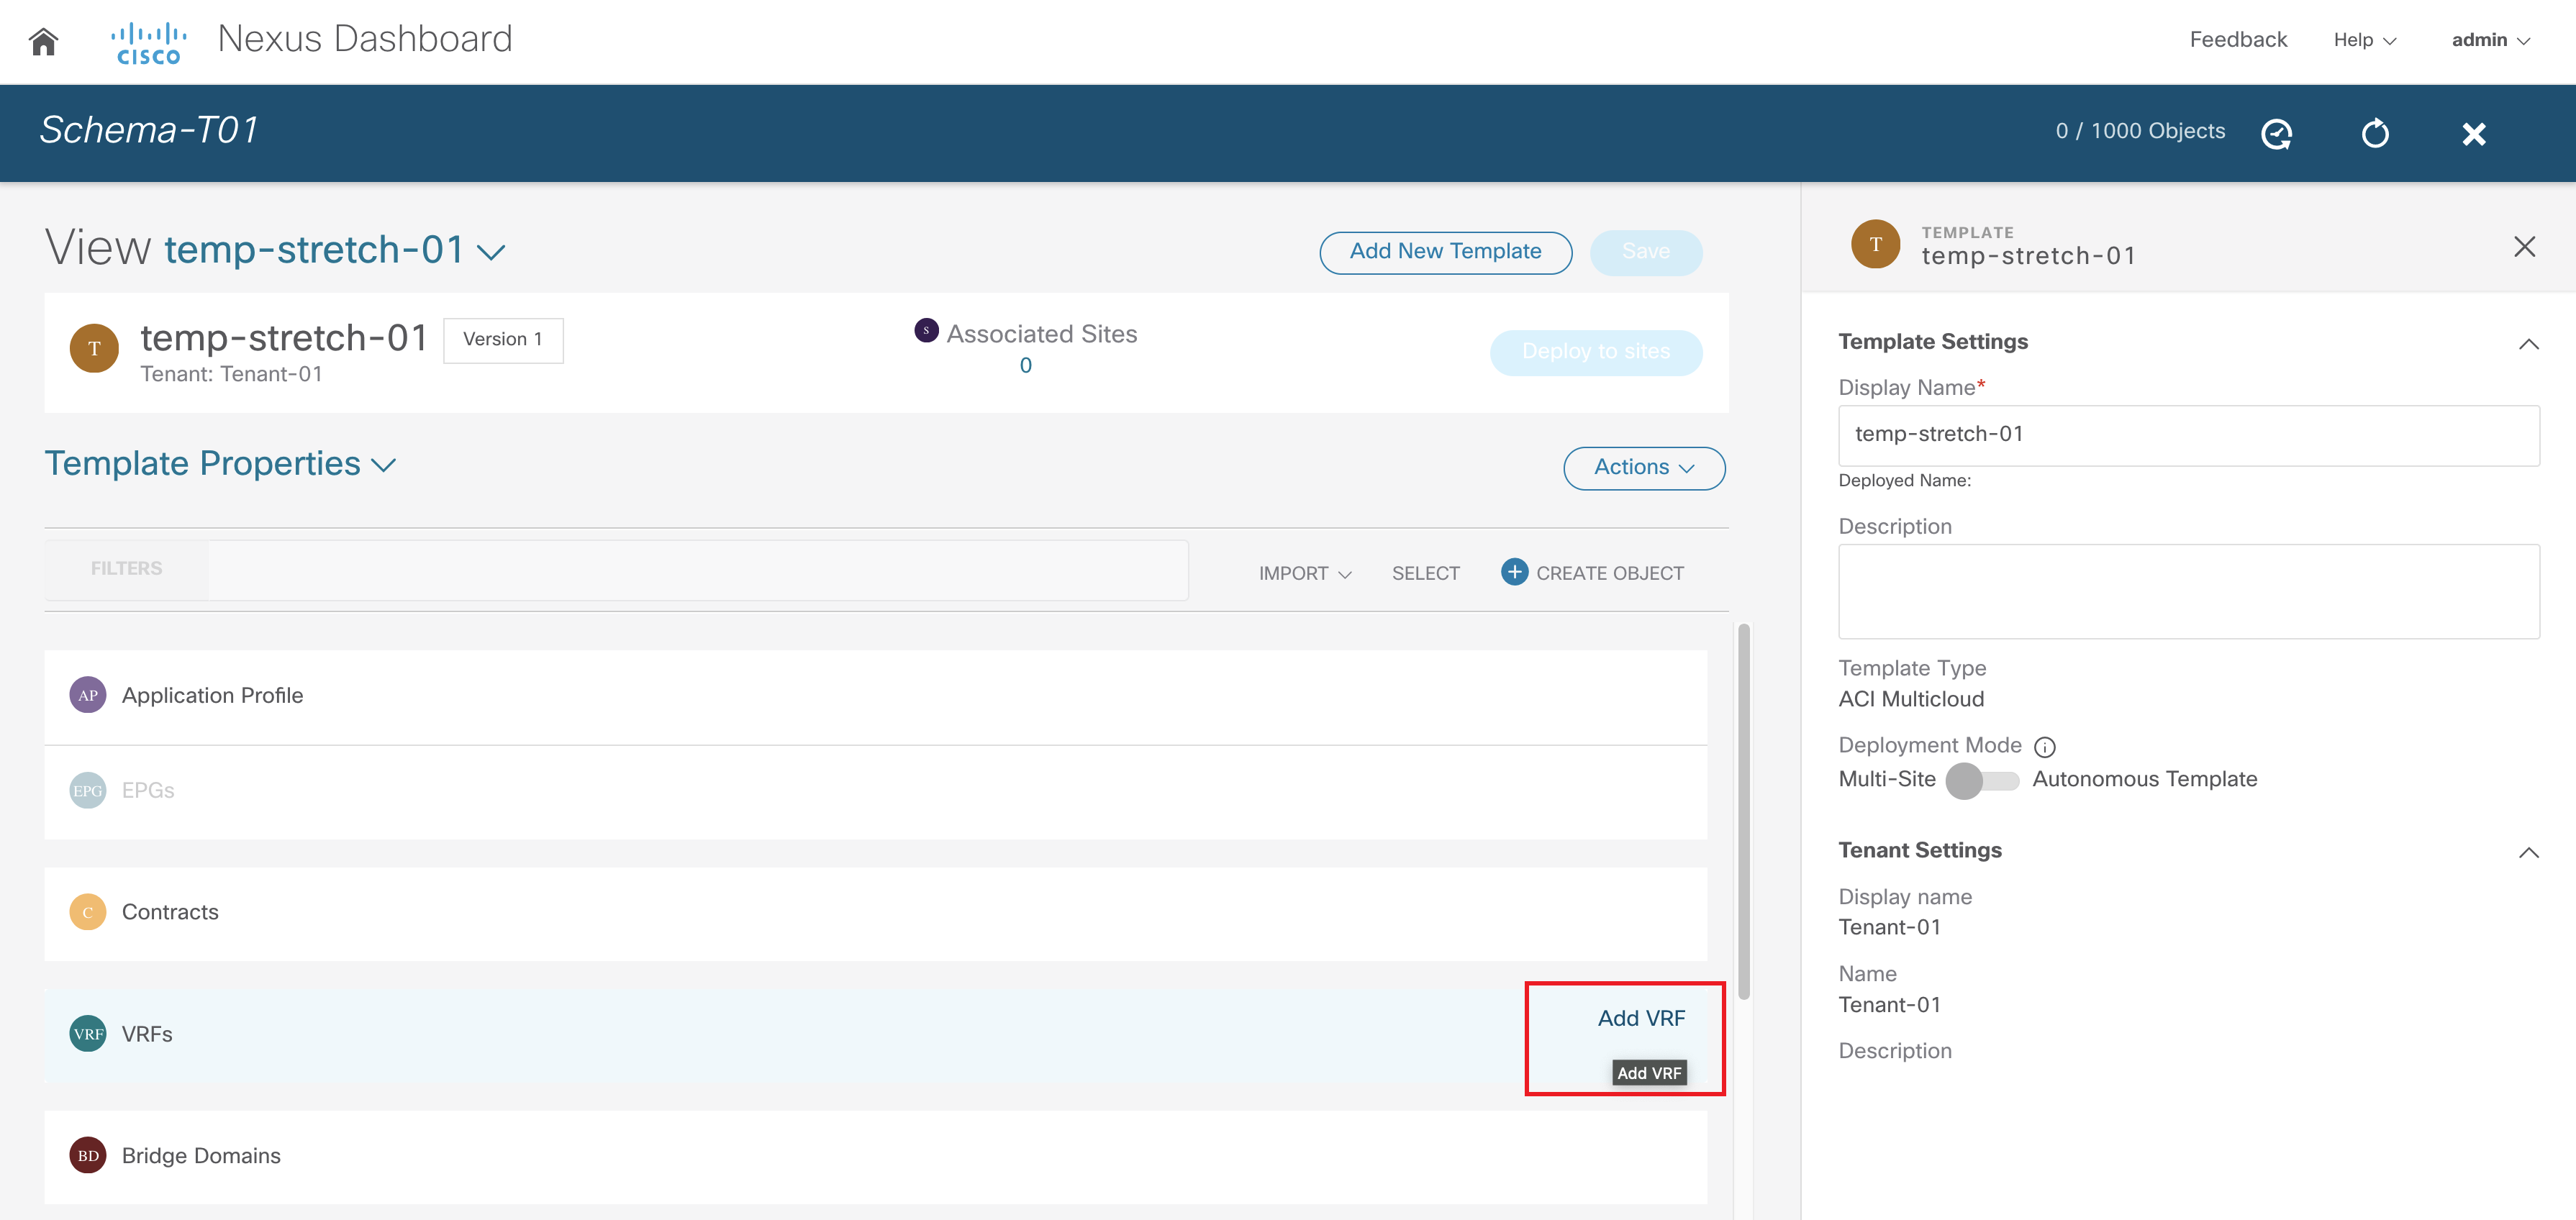 CISCO
Nexus Dashboard
Feedback
Help
admin
Schema-T01
0 / 1000 Objects
View temp-stretch-01
Add New Template
Save
T
temp-stretch-01
Version 1
Tenant: Tenant-01
S
Associated Sites
0
Deploy to sites
Template Properties
Actions
FILTERS
IMPORT
SELECT
CREATE OBJECT
AP
Application Profile
EPG
EPGs
C
Contracts
VRF
VRFs
Add VRF
Add VRF
BD
Bridge Domains
T
TEMPLATE
temp-stretch-01
Template Settings
Display Name*
temp-stretch-01
Deployed Name:
Description
Template Type
ACI Multicloud
Deployment Mode
Multi-Site
Autonomous Template
Tenant Settings
Display name
Tenant-01
Name
Tenant-01
Description